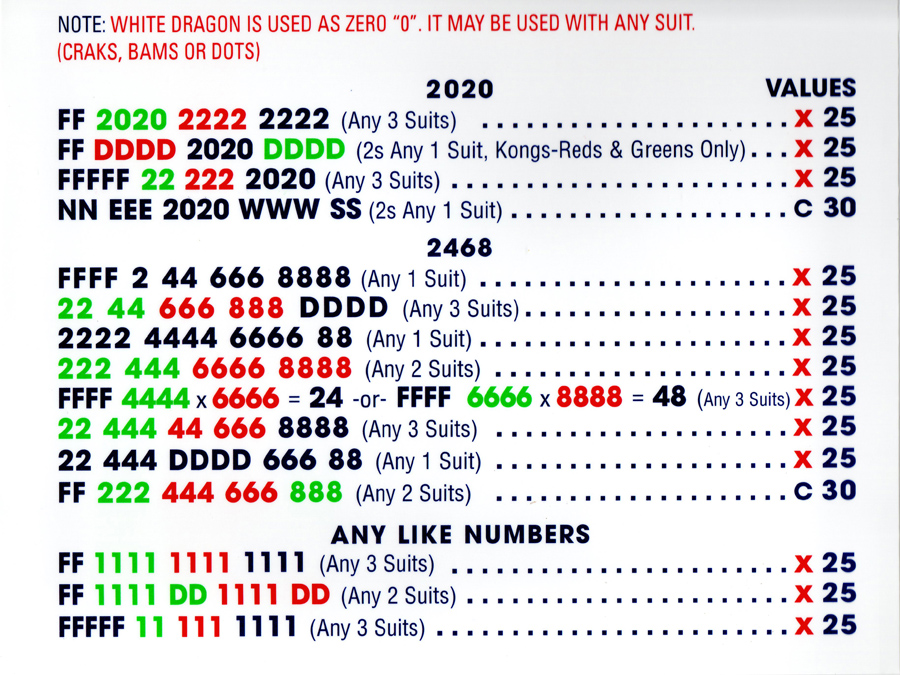 NOTE: WHITE DRAGON IS USED AS ZERO “0”. IT MAY BE USED WITH ANY SUIT.
(CRAKS, BAMS OR DOTS)
2020 VALUES
FF 2020 2222 2222 (Any 3 Suits) . . . . . . . . . . . . . . . . . . . . . . X 25
FF DDDD 2020 DDDD (2s Any 1 Suit, Kongs-Reds & Greens Only) . . . X 25
FFFFF 22 222 2020 (Any 3 Suits) . . . . . . . . . . . . . . . . . . . . . . . . X 25
NN EEE 2020 WWW SS (2s Any 1 Suit) . . . . . . . . . . . . . . . . . . . . C 30
2468
FFFF 2 44 666 8888 (Any 1 Suit) . . . . . . . . . . . . . . . . . . . . . . X 25
22 44 666 888 DDDD (Any 3 Suits) . . . . . . . . . . . . . . . . . . . X 25
2222 4444 6666 88 (Any 1 Suit) . . . . . . . . . . . . . . . . . . . . . . X 25
222 444 6666 8888 (Any 2 Suits) . . . . . . . . . . . . . . . . . . . . . X 25
FFFF 4444 x 6666 = 24 -or- FFFF 6666 x 8888 = 48 (Any 3 Suits) X 25
22 444 44 666 8888 (Any 3 Suits) . . . . . . . . . . . . . . . . . . . . . X 25
22 444 DDDD 666 88 (Any 1 Suit) . . . . . . . . . . . . . . . . . . . . . X 25
FF 222 444 666 888 (Any 2 Suits) . . . . . . . . . . . . . . . . . . . . . C 30
ANY LIKE NUMBERS
FF 1111 1111 1111 (Any 3 Suits) . . . . . . . . . . . . . . . . . . . . . . . . X 25
FF 1111 DD 1111 DD (Any 2 Suits) . . . . . . . . . . . . . . . . . . . . . . . X 25
FFFFF 11 111 1111 (Any 3 Suits) . . . . . . . . . . . . . . . . . . . . . . . . . X 25